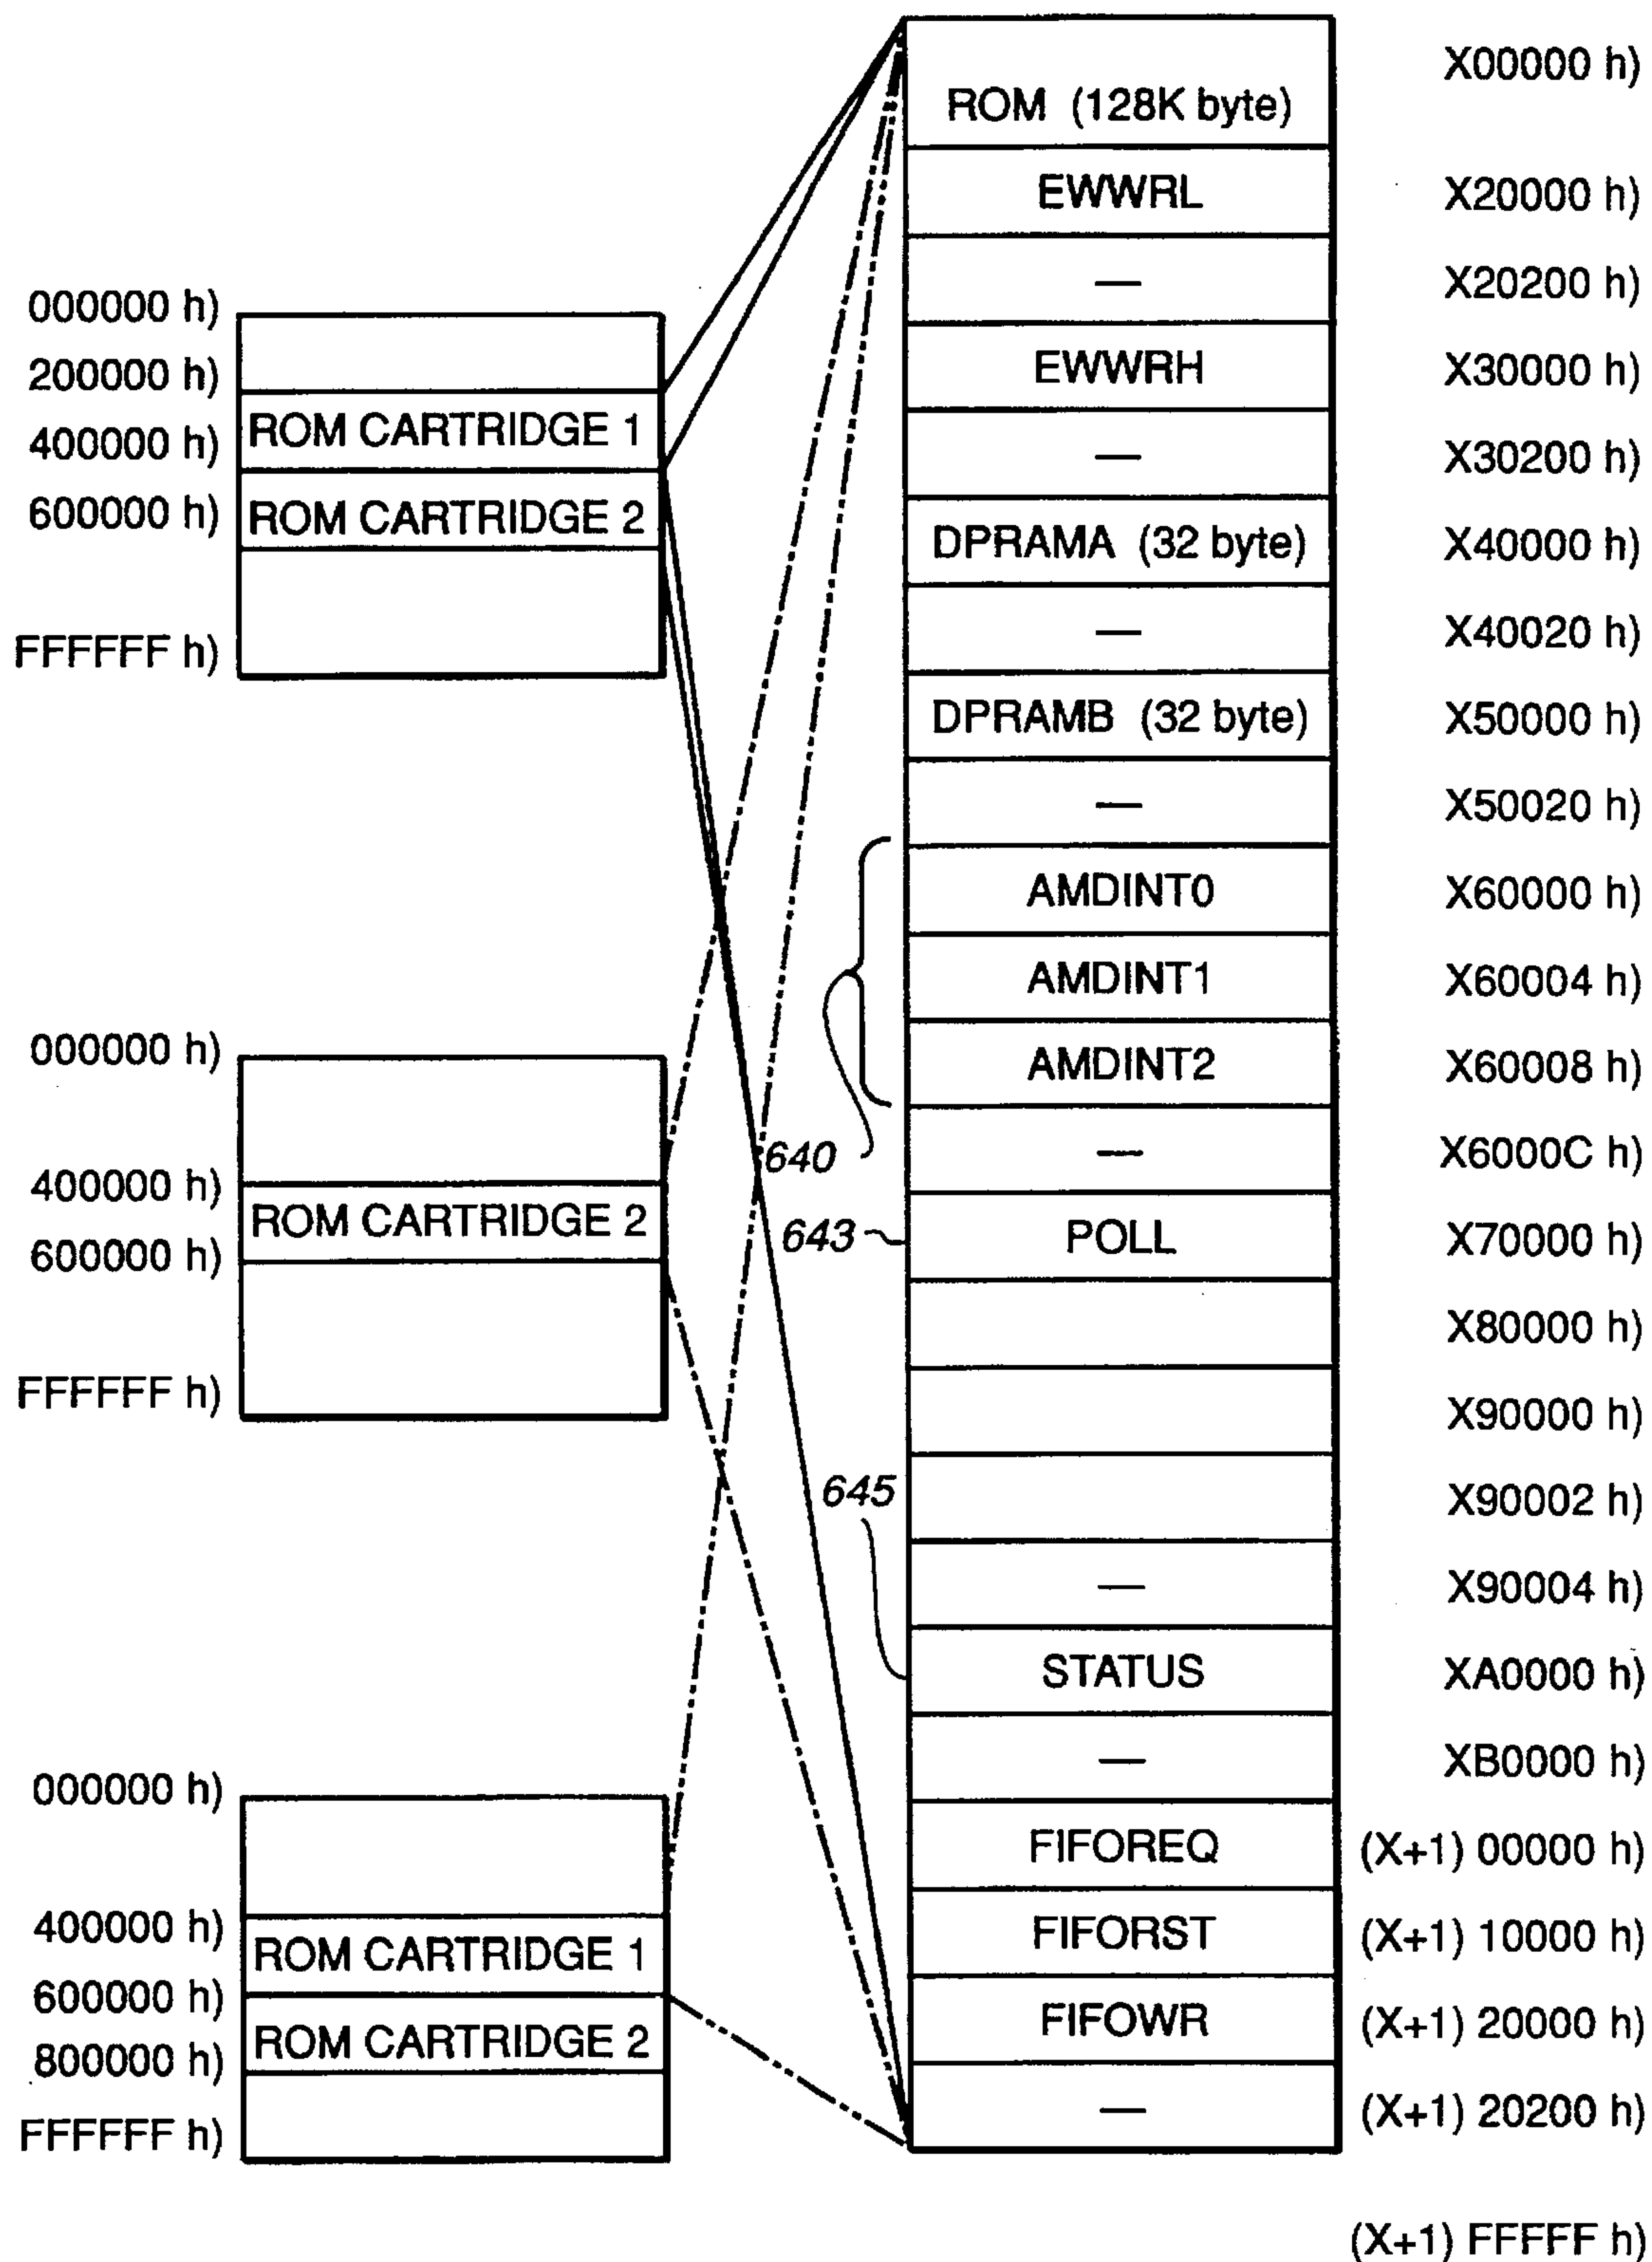 000000 h)
200000 h)
ROM CARTRIDGE 1
400000 h)
ROM CARTRIDGE 2
600000 h)
FFFFFF h)
000000 h)
400000 h)
ROM CARTRIDGE 2
600000 h)
FFFFFF h)
000000 h)
400000 h)
ROM CARTRIDGE 1
600000 h)
ROM CARTRIDGE 2
800000 h)
FFFFFF h)
640
643
645
X00000 h)
ROM (128K byte)
EWWRL X20000 h)
— X20200 h)
EWWRH X30000 h)
— X30200 h)
DPRAMA (32 byte) X40000 h)
— X40020 h)
DPRAMB (32 byte) X50000 h)
— X50020 h)
AMDINT0 X60000 h)
AMDINT1 X60004 h)
AMDINT2 X60008 h)
— X6000C h)
POLL X70000 h)
X80000 h)
X90000 h)
X90002 h)
— X90004 h)
STATUS XA0000 h)
— XB0000 h)
FIFOREQ (X+1) 00000 h)
FIFORST (X+1) 10000 h)
FIFOWR (X+1) 20000 h)
— (X+1) 20200 h)
(X+1) FFFFF h)